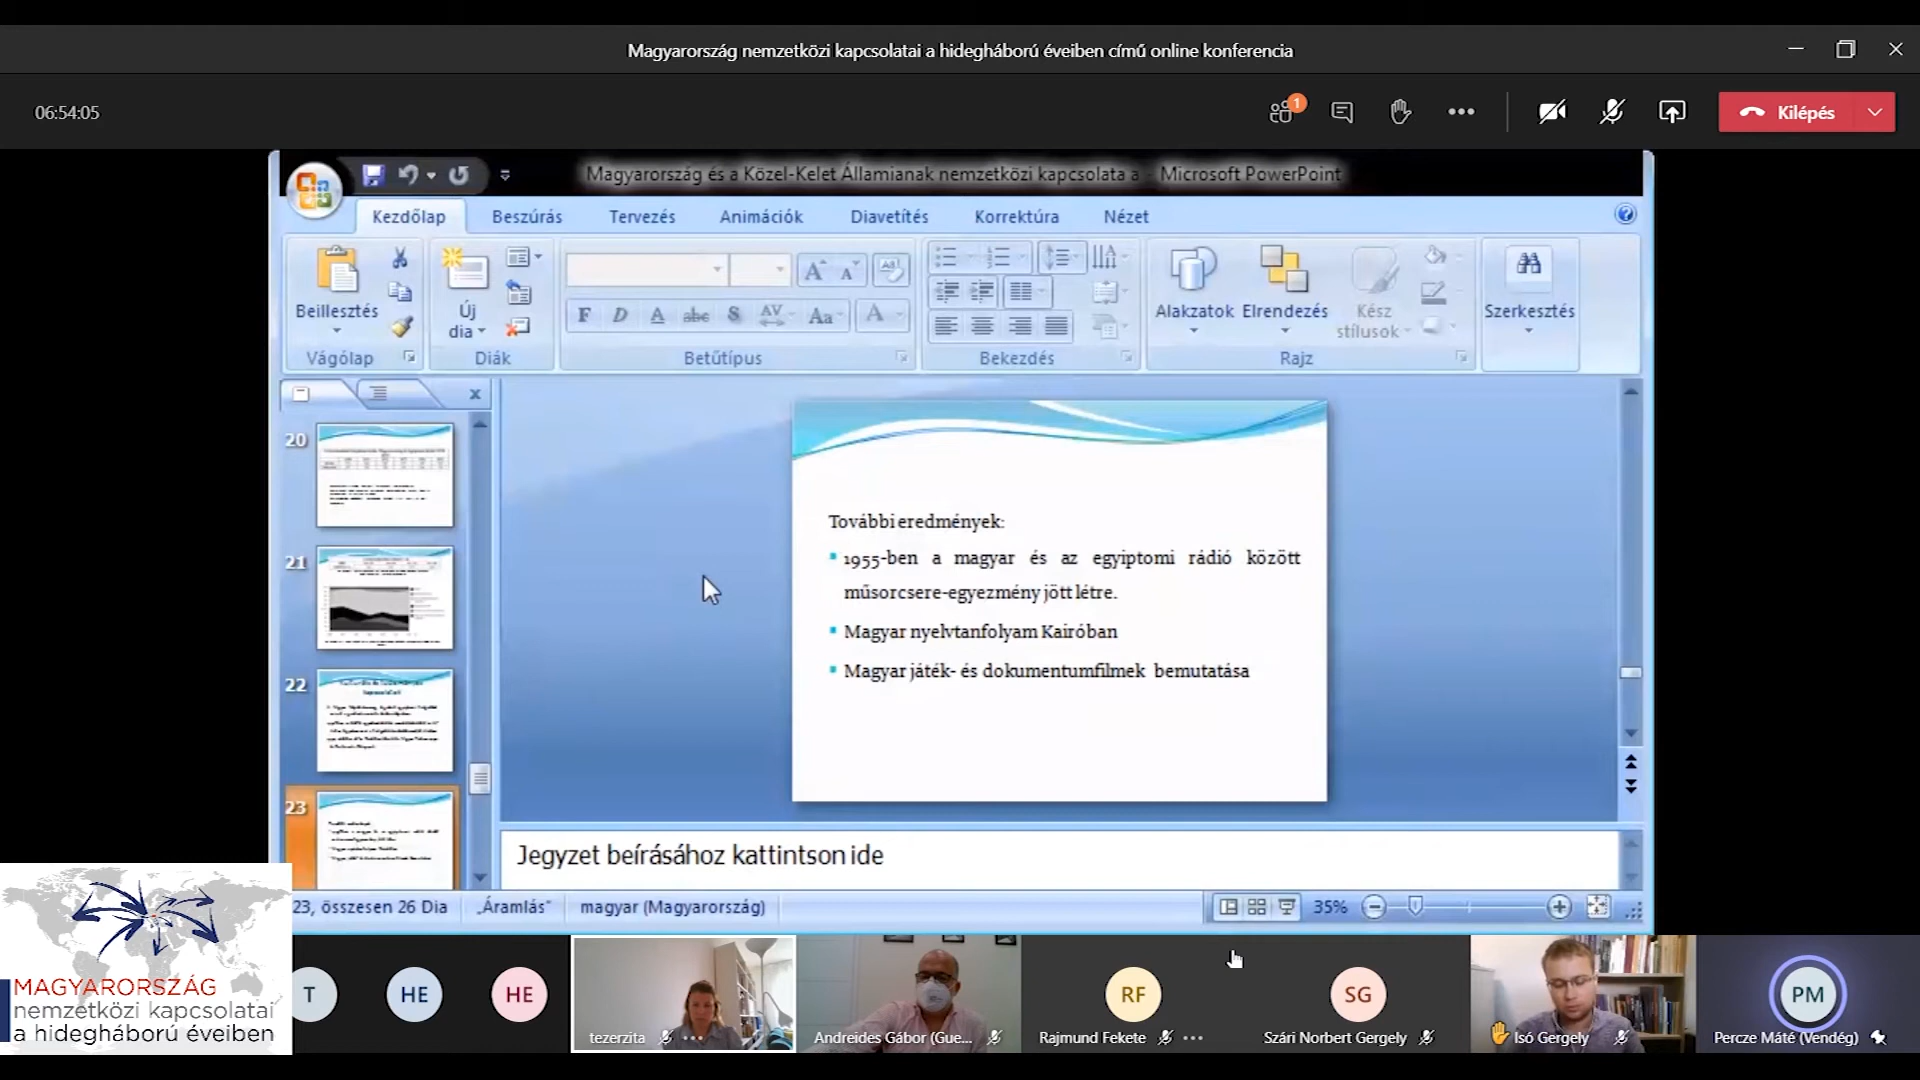 Magyarország nemzetközi kapcsolatai a hidegháború éveiben című online konferencia
06:54:05
1
Kilépés
Magyarország és a Közel-Kelet Államianak nemzetközi kapcsolata a - Microsoft PowerPoint
Kezdőlap Beszúrás Tervezés Animációk Diavetítés Korrektúra Nézet
Beillesztés
Új
dia
F D A abc S AV Aa A
Alakzatok Elrendezés Kész
stílusok
Szerkesztés
Vágólap Diák Betűtípus Bekezdés Rajz
20
21
22
23
További eredmények:
1955-ben a magyar és az egyiptomi rádió között
műsorcsere-egyezmény jött létre.
Magyar nyelvtanfolyam Kairóban
Magyar játék- és dokumentumfilmek bemutatása
Jegyzet beírásához kattintson ide
23, összesen 26 Dia „Áramlás" magyar (Magyarország) 35%
MAGYARORSZÁG
nemzetközi kapcsolatai
a hidegháború éveiben
T HE HE RF SG PM
tezerzita Andreides Gábor (Gue... Rajmund Fekete Szári Norbert Gergely Isó Gergely Percze Máté (Vendég)